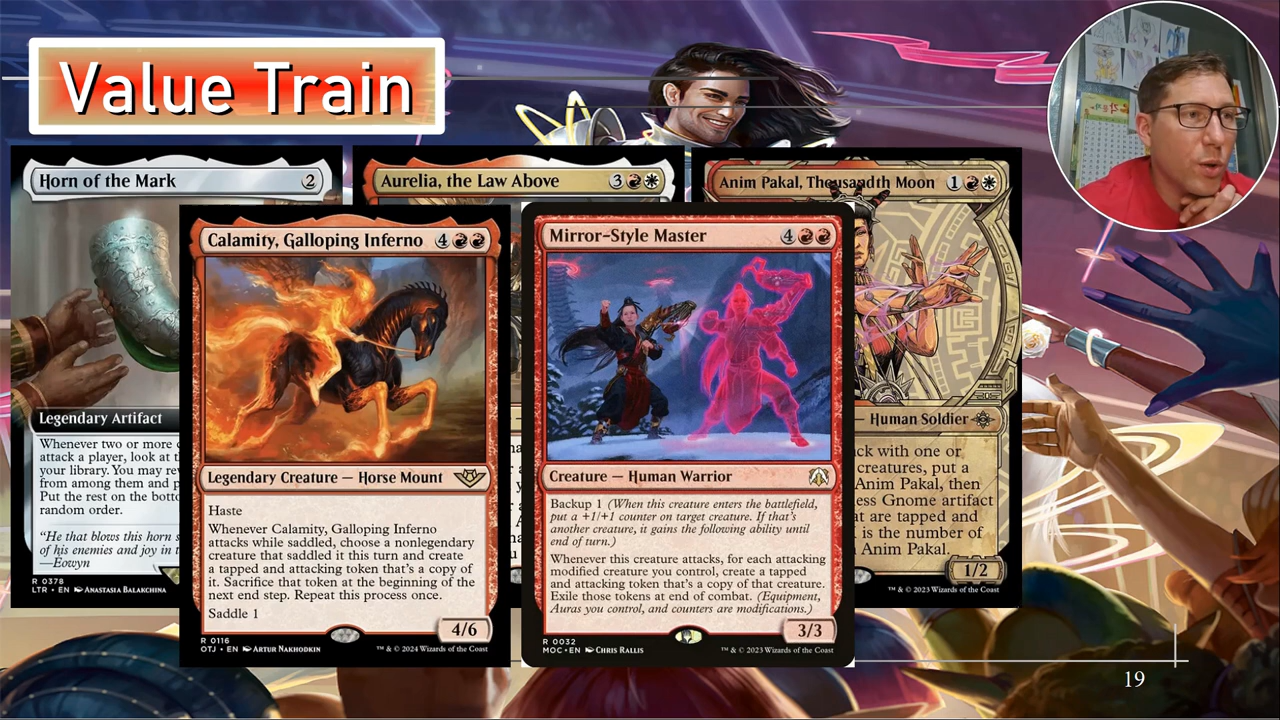 Value Train
Horn of the Mark 2
Legendary Artifact
Whenever two or more
attack a player, look at t
your library. You may re
from among them and p
Put the rest on the botto
random order.
"He that blows this horn s
of his enemies and joy in t
—Eowyn
R 0378
LTR • EN ANASTASIA BALAKCHINA
Aurelia, the Law Above 3
Anim Pakal, Thousandth Moon 1
— Human Soldier
ck with one or
creatures, put a
Anim Pakal, then
ess Gnome artifact
at are tapped and
is the number of
Anim Pakal.
1/2
™ & © 2023 Wizards of the Coast
Calamity, Galloping Inferno 4
Legendary Creature — Horse Mount
Haste
Whenever Calamity, Galloping Inferno
attacks while saddled, choose a nonlegendary
creature that saddled it this turn and create
a tapped and attacking token that's a copy of
it. Sacrifice that token at the beginning of the
next end step. Repeat this process once.
Saddle 1
4/6
R 0116
OTJ • EN ARTUR NAKHODKIN
™ & © 2024 Wizards of the Coast
Mirror-Style Master 4
Creature — Human Warrior
Backup 1 (When this creature enters the battlefield,
put a +1/+1 counter on target creature. If that's
another creature, it gains the following ability until
end of turn.)
Whenever this creature attacks, for each attacking
modified creature you control, create a tapped
and attacking token that's a copy of that creature.
Exile those tokens at end of combat. (Equipment,
Auras you control, and counters are modifications.)
3/3
R 0032
MOC • EN CHRIS RALLIS
™ & © 2023 Wizards of the Coast
19